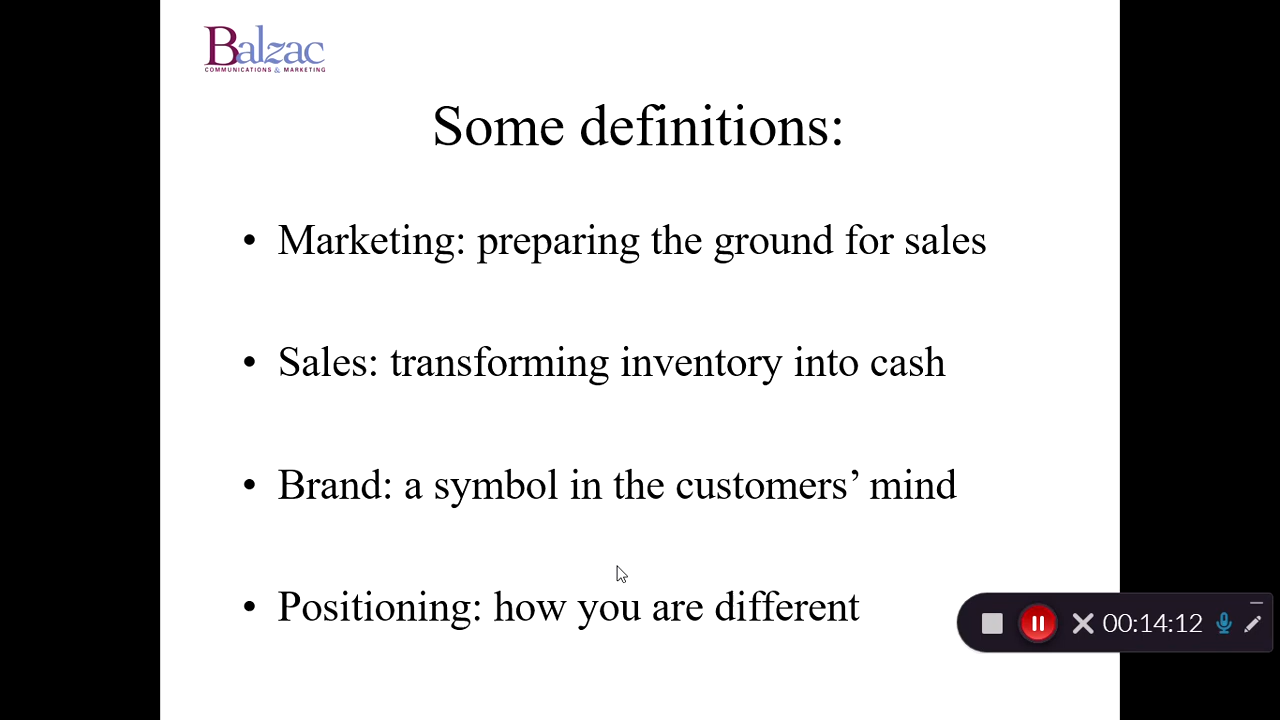 Balzac
COMMUNICATIONS & MARKETING
Some definitions:
• Marketing: preparing the ground for sales
• Sales: transforming inventory into cash
• Brand: a symbol in the customers’ mind
• Positioning: how you are different
00:14:12